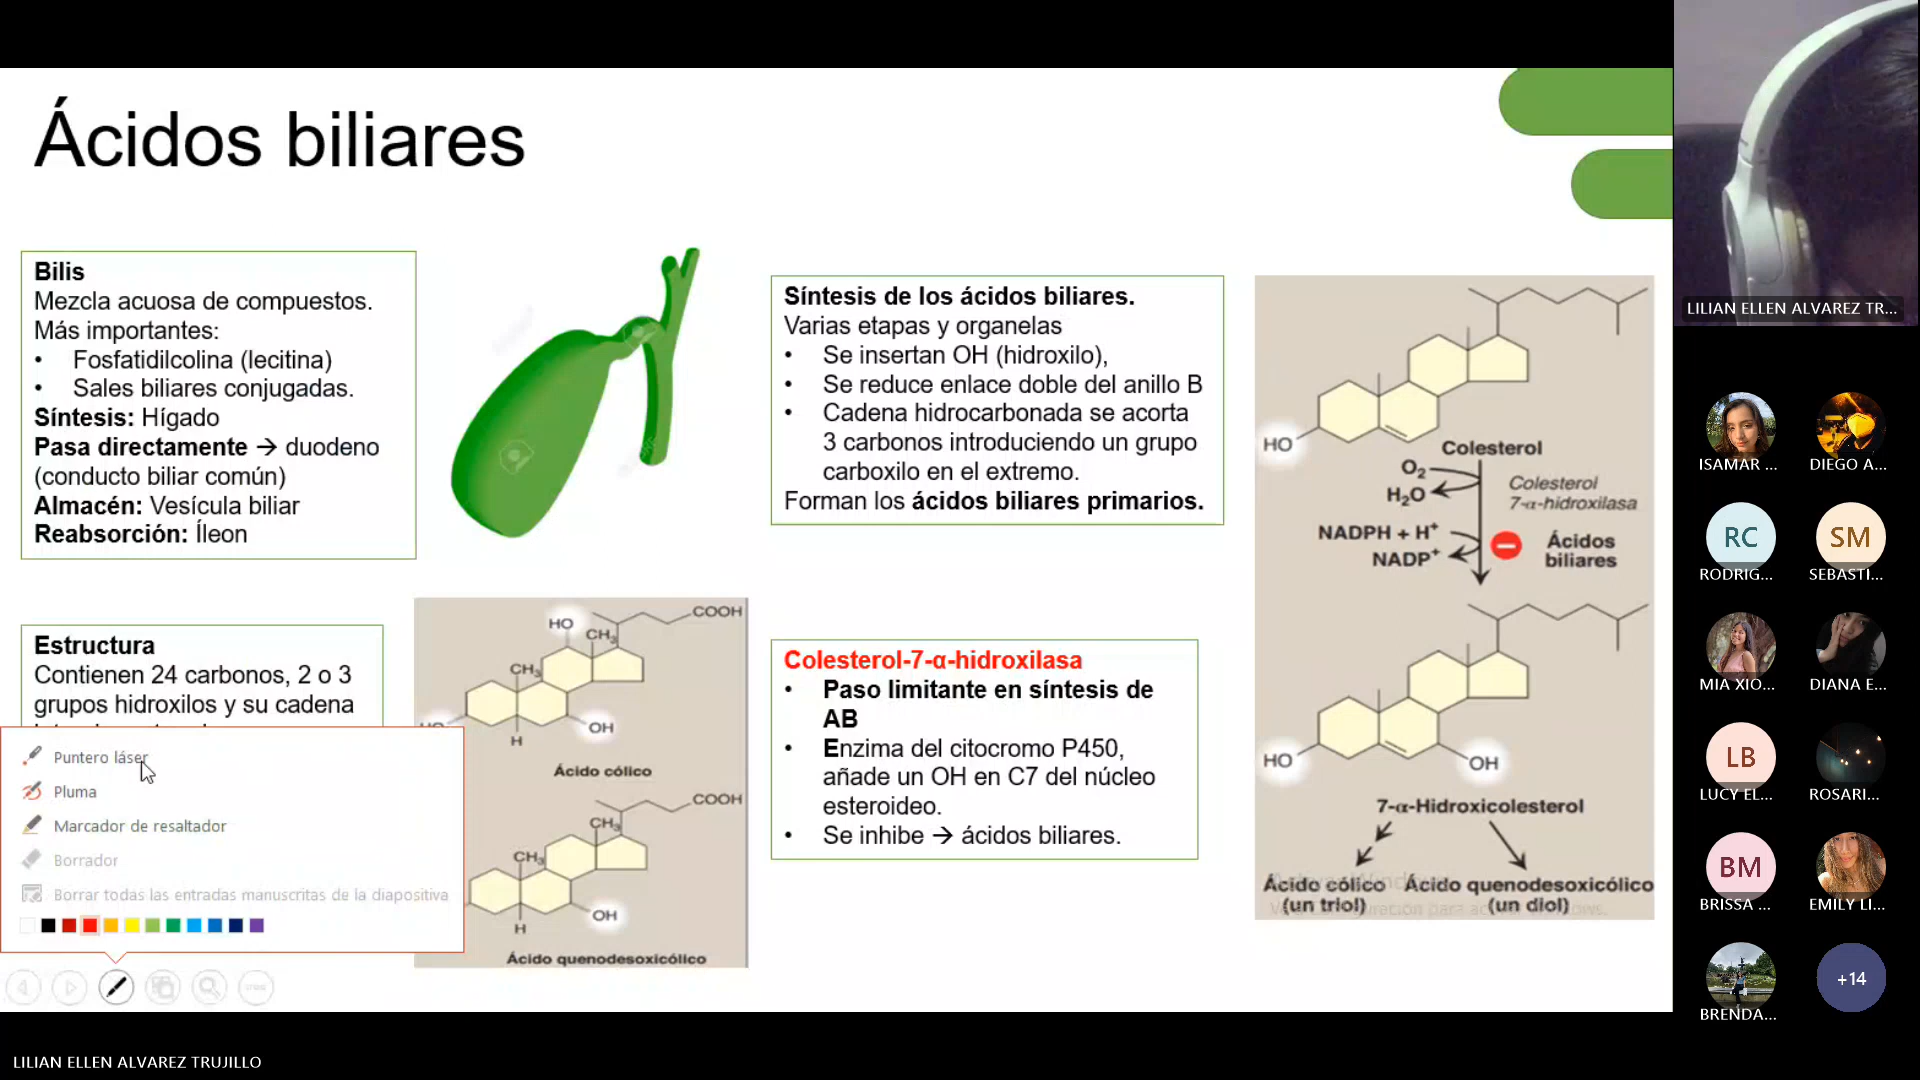 Ácidos biliares
Bilis
Mezcla acuosa de compuestos.
Más importantes:
• Fosfatidilcolina (lecitina)
• Sales biliares conjugadas.
Síntesis: Hígado
Pasa directamente → duodeno
(conducto biliar común)
Almacén: Vesícula biliar
Reabsorción: Íleon
Estructura
Contienen 24 carbonos, 2 o 3
grupos hidroxilos y su cadena
Puntero láser
Pluma
Marcador de resaltador
Borrador
Borrar todas las entradas manuscritas de la diapositiva
COOH
HO
CH3
CH3
OH
H
Ácido cólico
COOH
CH3
CH3
OH
H
Ácido quenodesoxicólico
Síntesis de los ácidos biliares.
Varias etapas y organelas
• Se insertan OH (hidroxilo),
• Se reduce enlace doble del anillo B
• Cadena hidrocarbonada se acorta
3 carbonos introduciendo un grupo
carboxilo en el extremo.
Forman los ácidos biliares primarios.
Colesterol-7-α-hidroxilasa
• Paso limitante en síntesis de
AB
• Enzima del citocromo P450,
añade un OH en C7 del núcleo
esteroideo.
• Se inhibe → ácidos biliares.
HO
Colesterol
O2
H2O
Colesterol
7-α-hidroxilasa
NADPH + H+
NADP+
Ácidos
biliares
HO
OH
7-α-Hidroxicolesterol
Ácido cólico
(un triol)
Ácido quenodesoxicólico
(un diol)
LILIAN ELLEN ALVAREZ TR...
ISAMAR ...
DIEGO A...
RC
RODRIG...
SM
SEBASTI...
MIA XIO...
DIANA E...
LB
LUCY EL...
ROSARI...
BM
BRISSA ...
EMILY LI...
BRENDA...
+14
LILIAN ELLEN ALVAREZ TRUJILLO